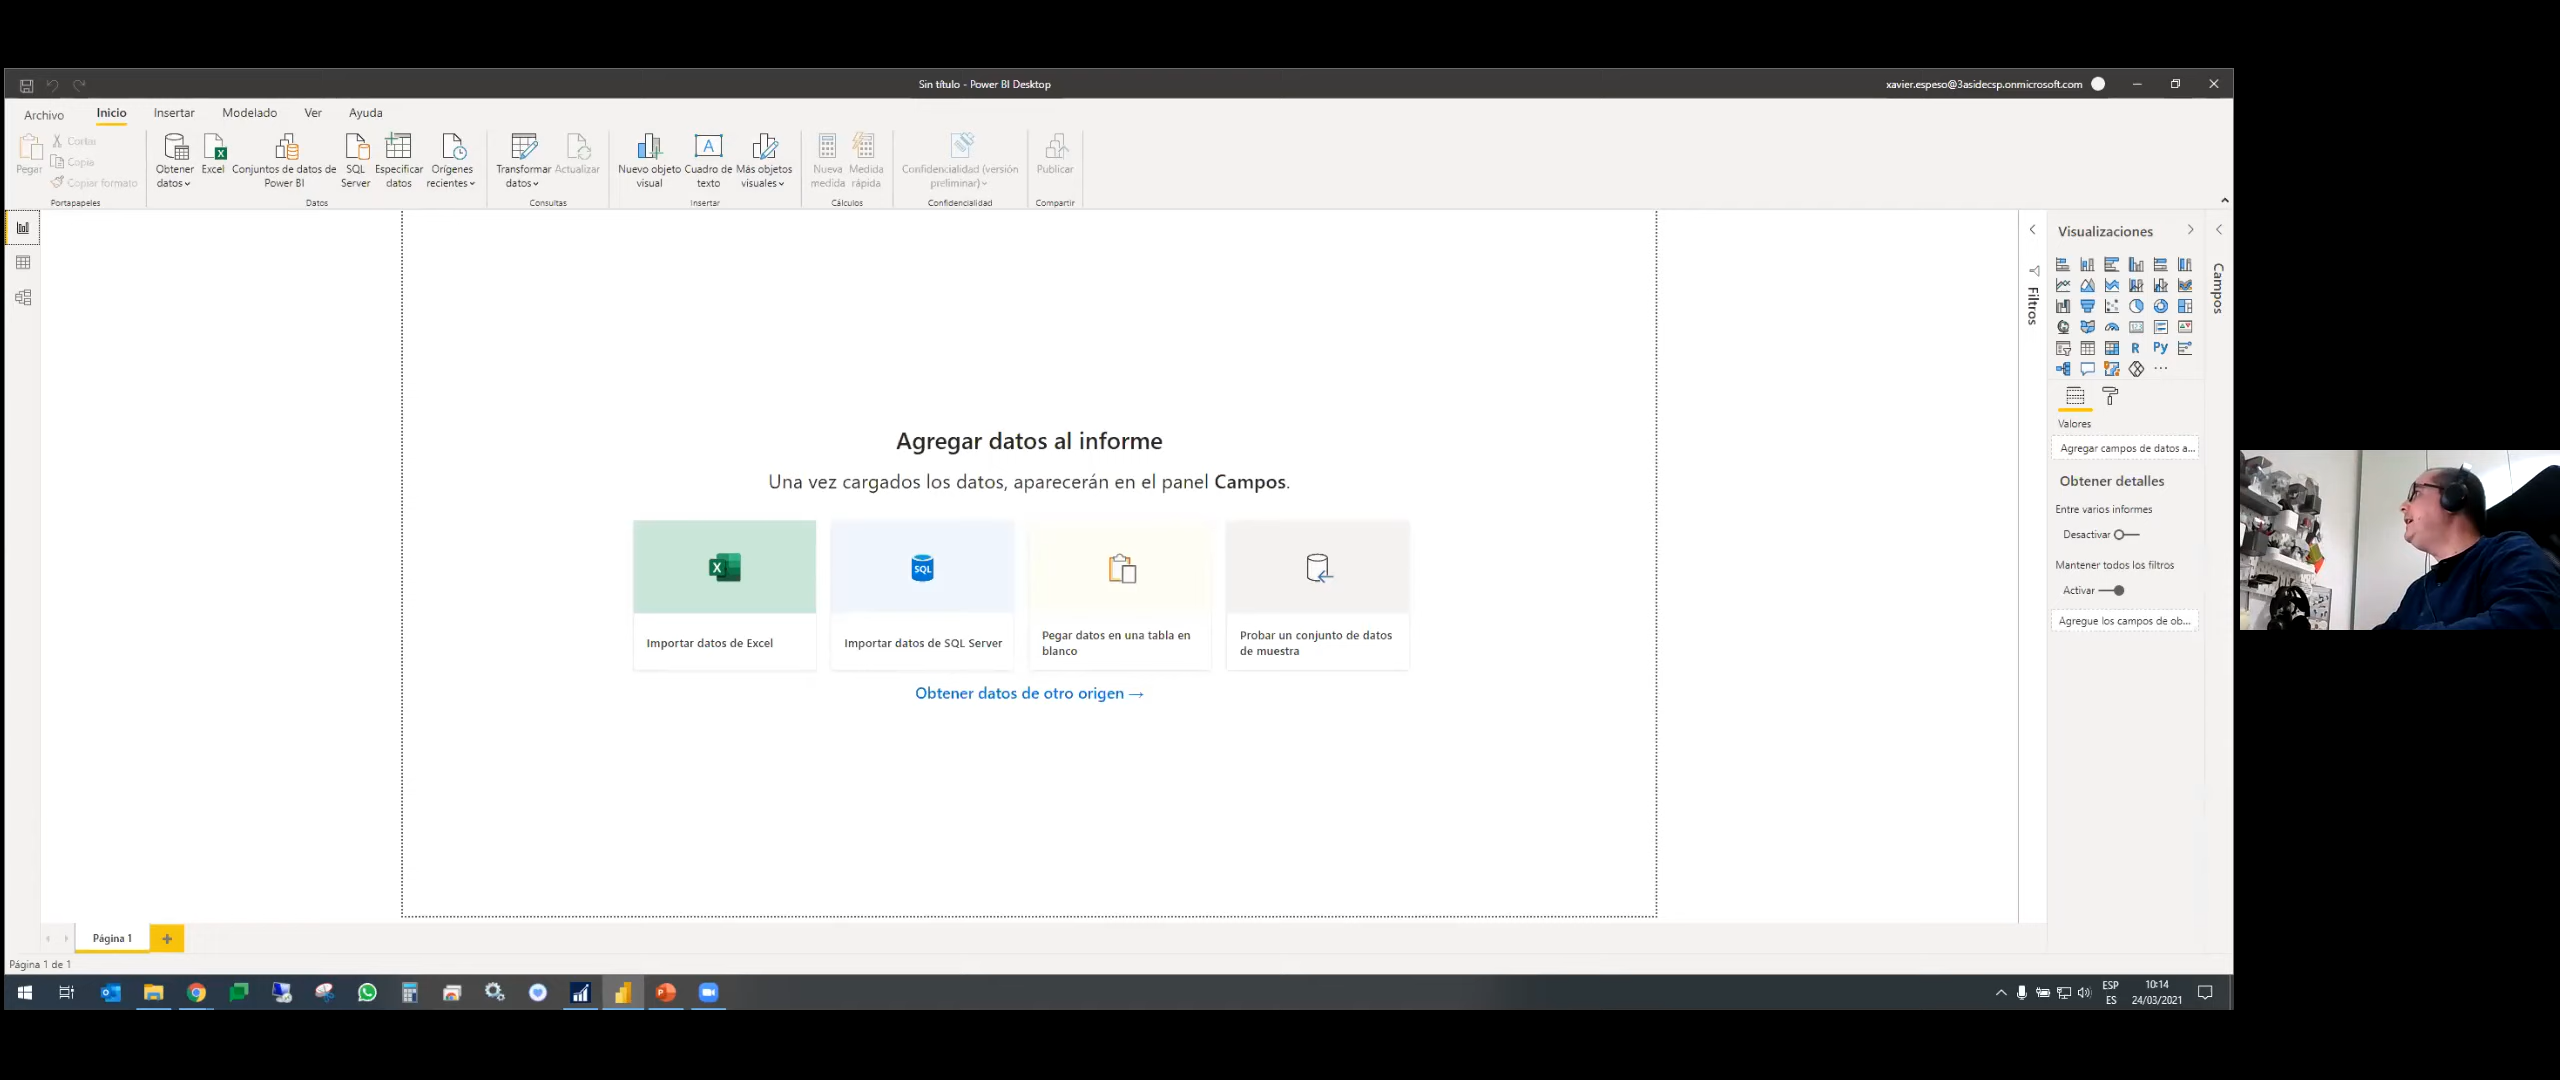 Sin título - Power BI Desktop
xavier.espeso@3asidecsp.onmicrosoft.com
Archivo
Inicio
Insertar
Modelado
Ver
Ayuda
Pegar
Cortar
Copia
Copiar formato
Portapapeles
Obtener
datos
Excel
Conjuntos de datos de
Power BI
SQL
Server
Especificar
datos
Orígenes
recientes
Datos
Transformar
datos
Actualizar
Consultas
Nuevo objeto
visual
Cuadro de
texto
Más objetos
visuales
Insertar
Nueva
medida
Medida
rápida
Cálculos
Confidencialidad (versión
preliminar)
Confidencialidad
Publicar
Compartir
Filtros
Visualizaciones
Campos
R
Py
Valores
Agregar campos de datos a...
Obtener detalles
Entre varios informes
Desactivar
Mantener todos los filtros
Activar
Agregue los campos de ob...
Agregar datos al informe
Una vez cargados los datos, aparecerán en el panel Campos.
SQL
Importar datos de Excel
Importar datos de SQL Server
Pegar datos en una tabla en
blanco
Probar un conjunto de datos
de muestra
Obtener datos de otro origen →
Página 1
Página 1 de 1
ESP
ES
10:14
24/03/2021